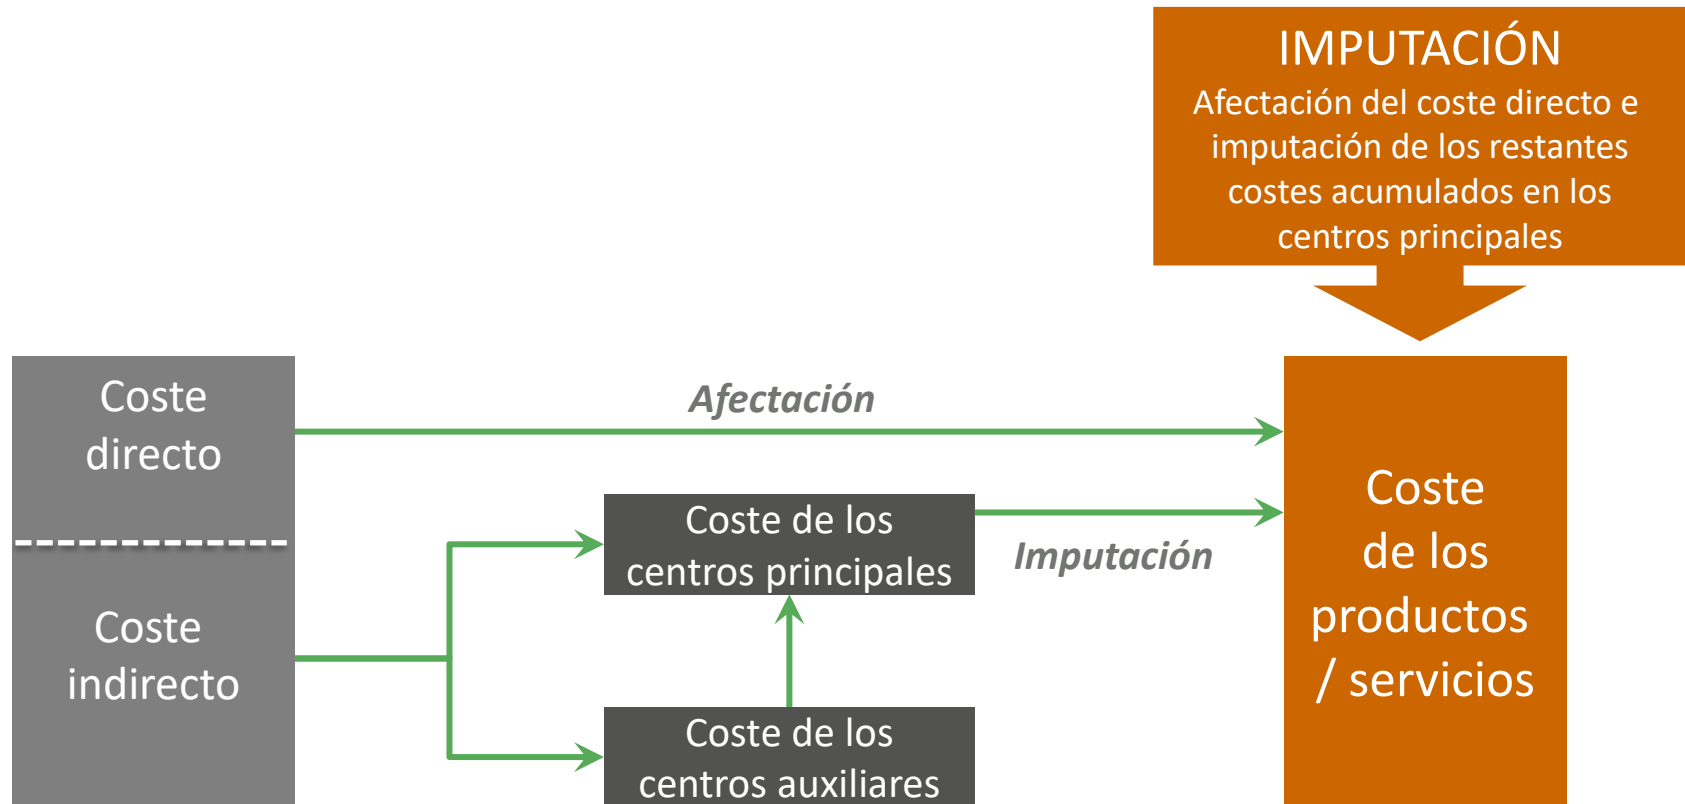 IMPUTACIÓN
Afectación del coste directo e
imputación de los restantes
costes acumulados en los
centros principales
Coste
directo
Afectación
Coste de los
centros principales
Imputación
Coste
indirecto
Coste de los
centros auxiliares
Coste
de los
productos
/ servicios